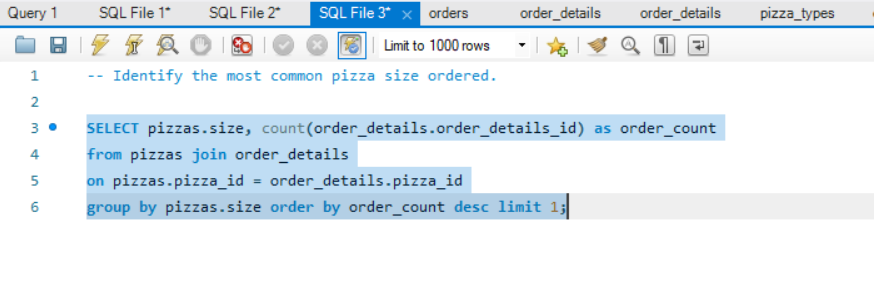 Query 1 SQL File 1* SQL File 2* SQL File 3* × orders order_details order_details pizza_types
Limit to 1000 rows
1 -- Identify the most common pizza size ordered.
2
3 SELECT pizzas.size, count(order_details.order_details_id) as order_count
4 from pizzas join order_details
5 on pizzas.pizza_id = order_details.pizza_id
6 group by pizzas.size order by order_count desc limit 1;